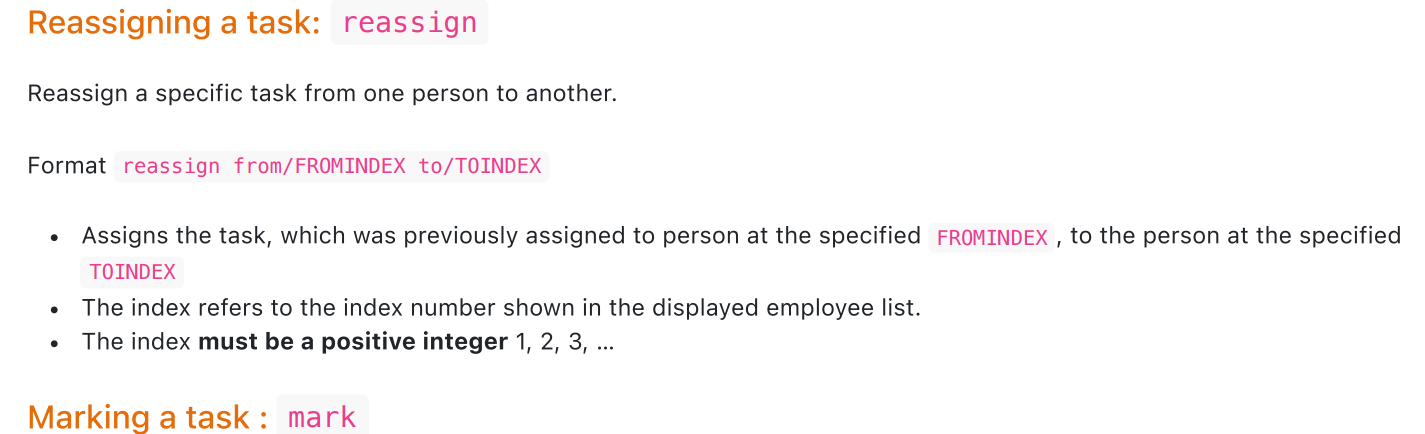 Reassigning a task: reassign
Reassign a specific task from one person to another.
Format reassign from/FROMINDEX to/TOINDEX
• Assigns the task, which was previously assigned to person at the specified FROMINDEX , to the person at the specified
TOINDEX
• The index refers to the index number shown in the displayed employee list.
• The index must be a positive integer 1, 2, 3, …
Marking a task : mark